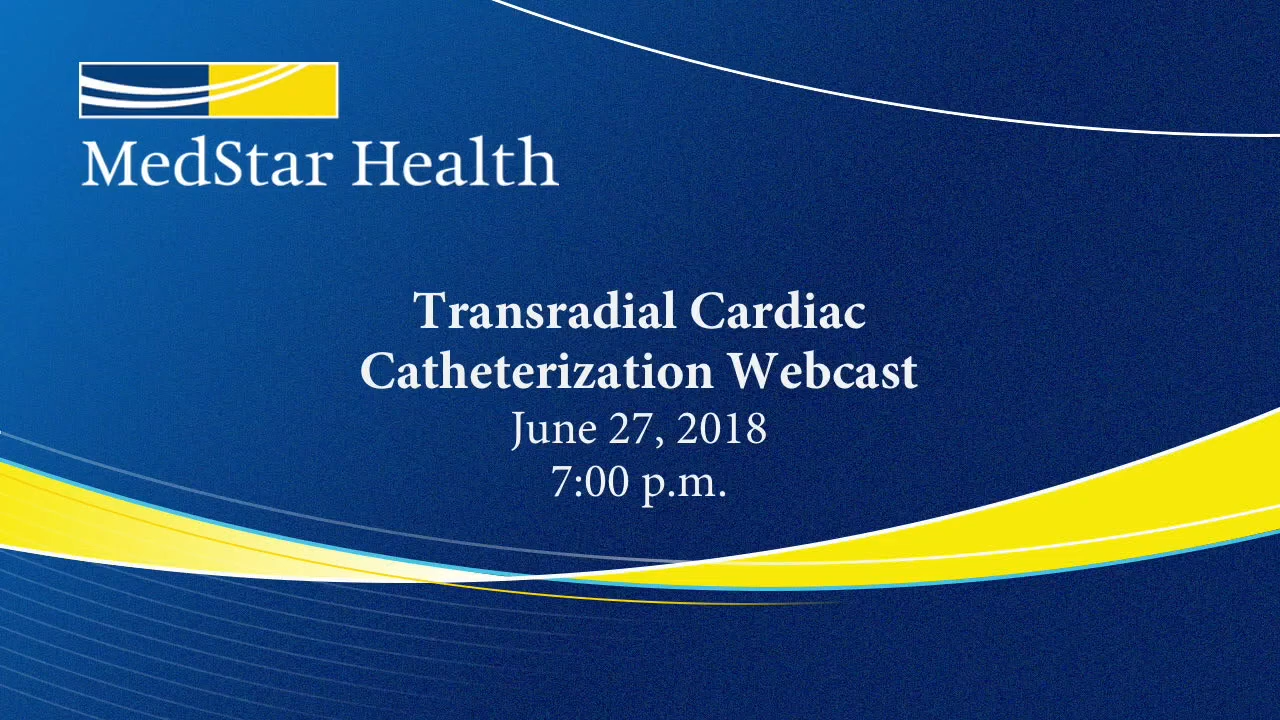 MedStar Health
Transradial Cardiac
Catheterization Webcast
June 27, 2018
7:00 p.m.